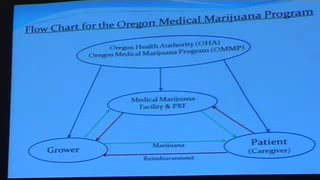 Flow Chart for the Oregon Medical Marijuana Program
Oregon Health Authority (OHA)
Oregon Medical Marijuana Program (OMMP)
Medical Marijuana
Facility & PRF
Grower
Marijuana
Reimbursement
Patient
(Caregiver)